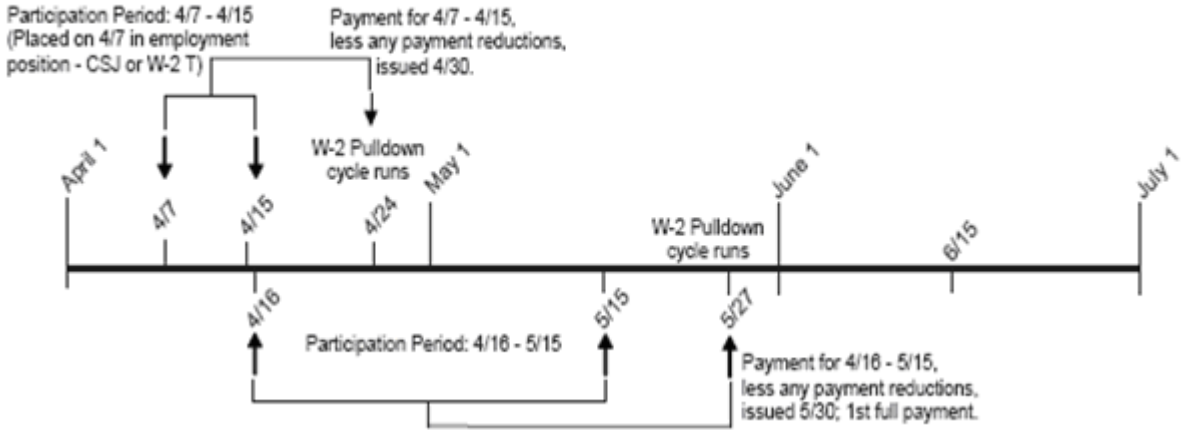 Participation Period: 4/7 - 4/15
(Placed on 4/7 in employment
position - CSJ or W-2 T)
Payment for 4/7 - 4/15,
less any payment reductions,
issued 4/30.
W-2 Pulldown
cycle runs
April 1
4/7
4/15
4/24
May 1
W-2 Pulldown
cycle runs
June 1
6/15
July 1
4/16
5/15
5/27
Participation Period: 4/16 - 5/15
Payment for 4/16 - 5/15,
less any payment reductions,
issued 5/30; 1st full payment.